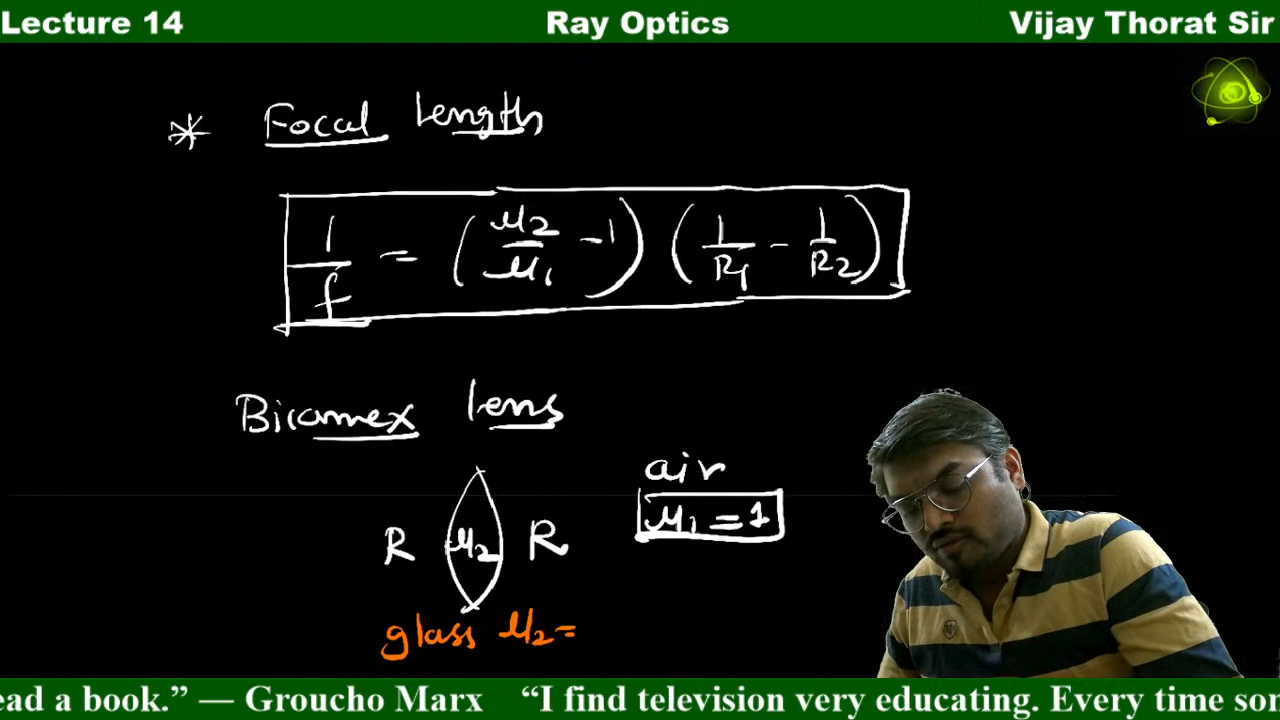 Lecture 14 Ray Optics Vijay Thorat Sir
* Focal length
1/f = (μ2/μ1 - 1) (1/R1 - 1/R2)
Biconvex lens
air
R μ2 R μ1 = 1
glass μ2 =
ead a book.” — Groucho Marx “I find television very educating. Every time son